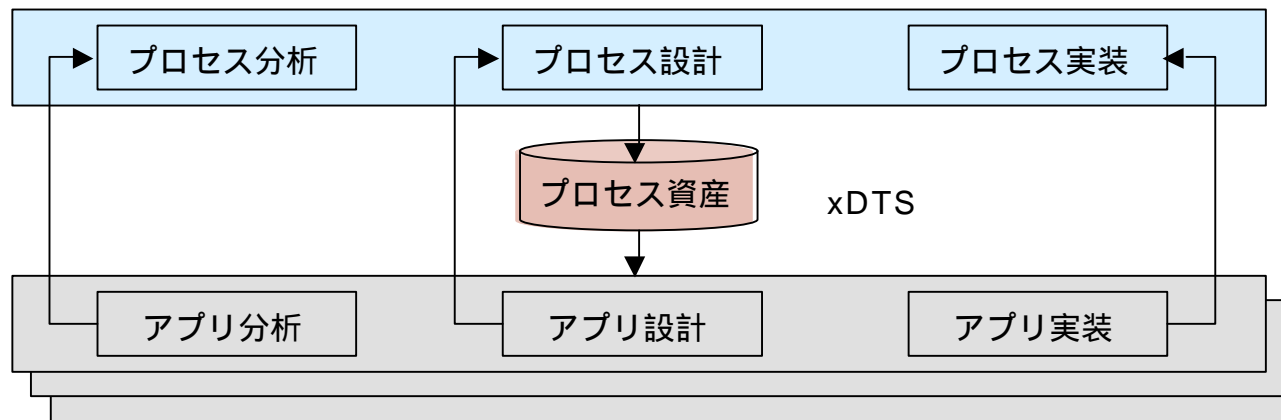 プロセス分析
プロセス設計
プロセス実装
プロセス資産
xDTS
アプリ分析
アプリ設計
アプリ実装